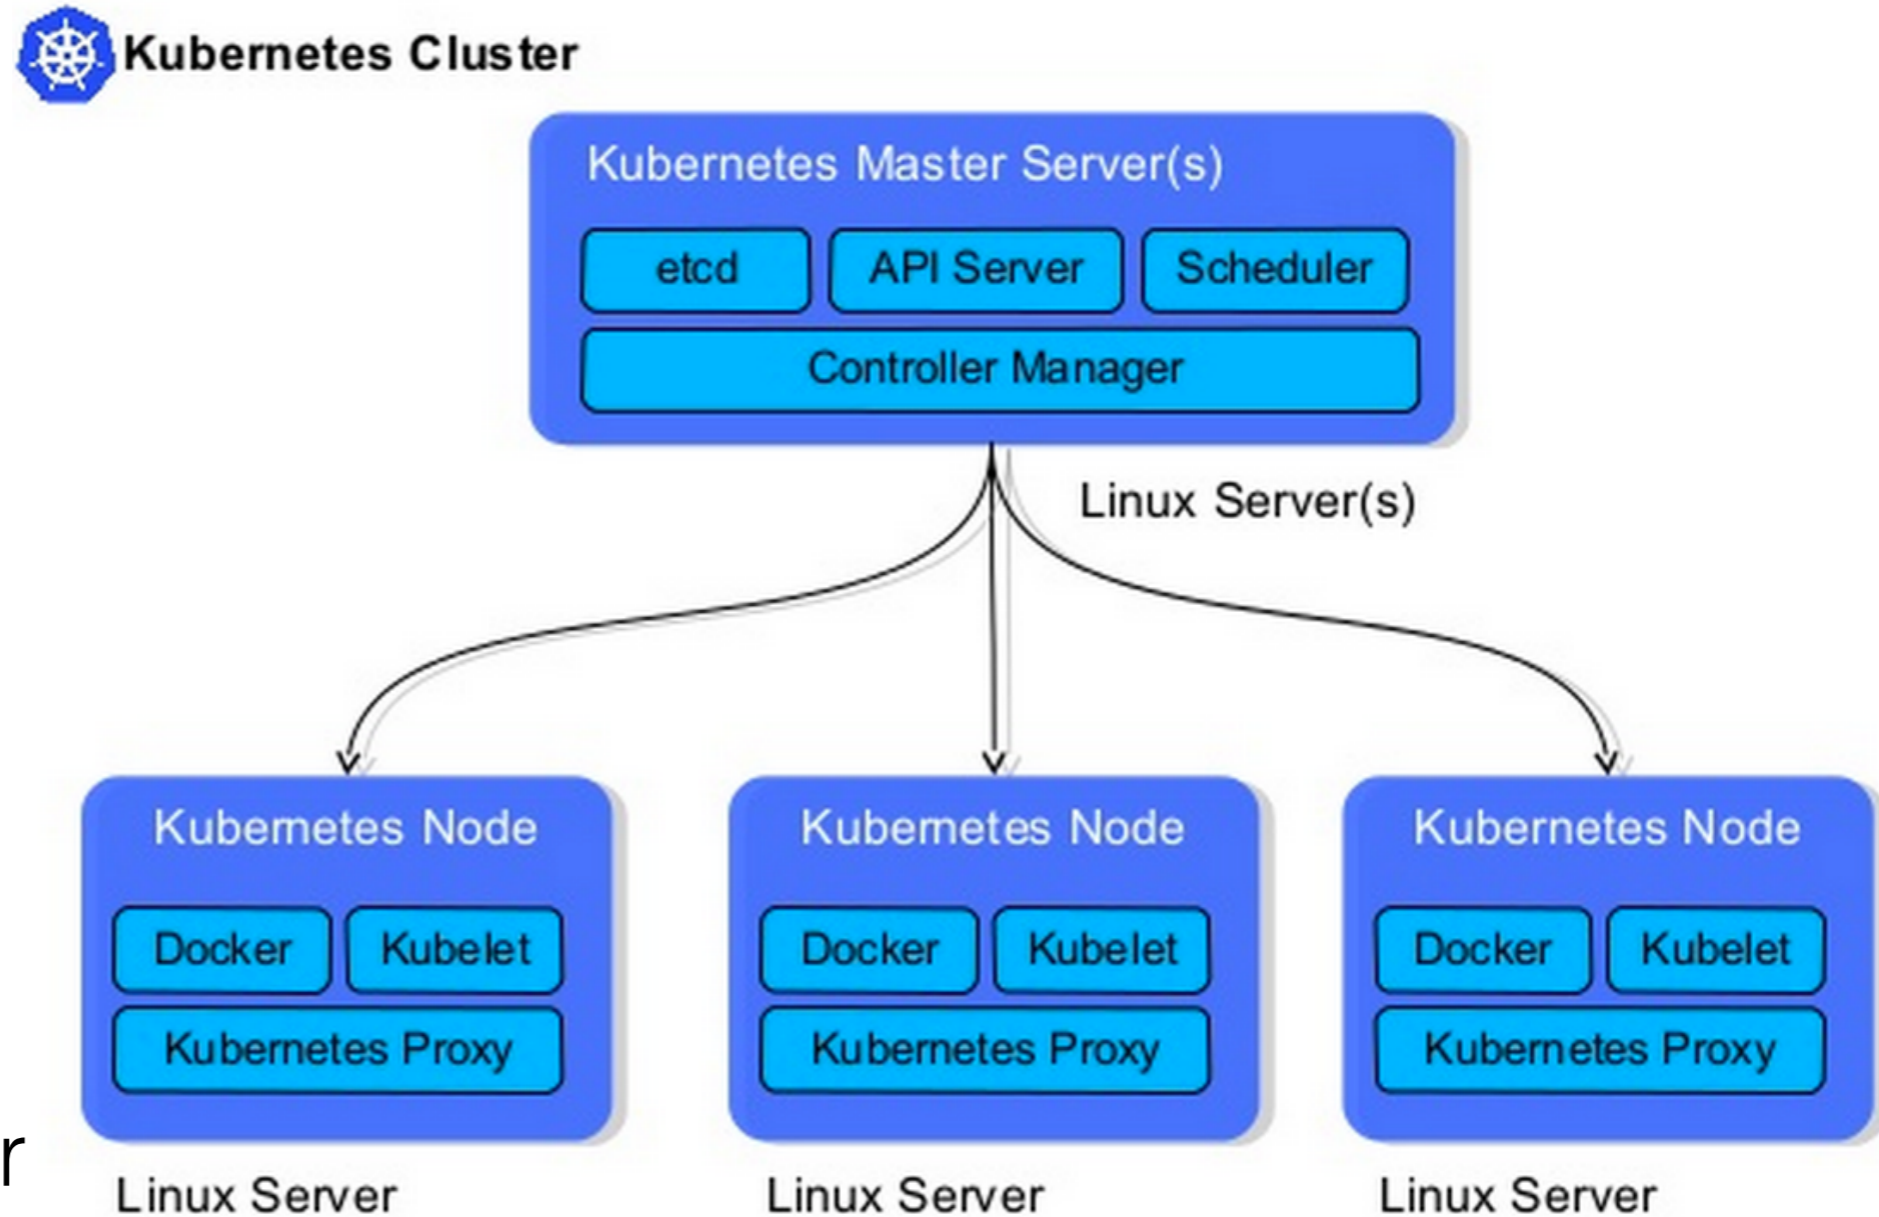 Kubernetes Cluster
Kubernetes Master Server(s)
etcd
API Server
Scheduler
Controller Manager
Linux Server(s)
Kubernetes Node
Docker
Kubelet
Kubernetes Proxy
Linux Server
Kubernetes Node
Docker
Kubelet
Kubernetes Proxy
Linux Server
Kubernetes Node
Docker
Kubelet
Kubernetes Proxy
Linux Server
r